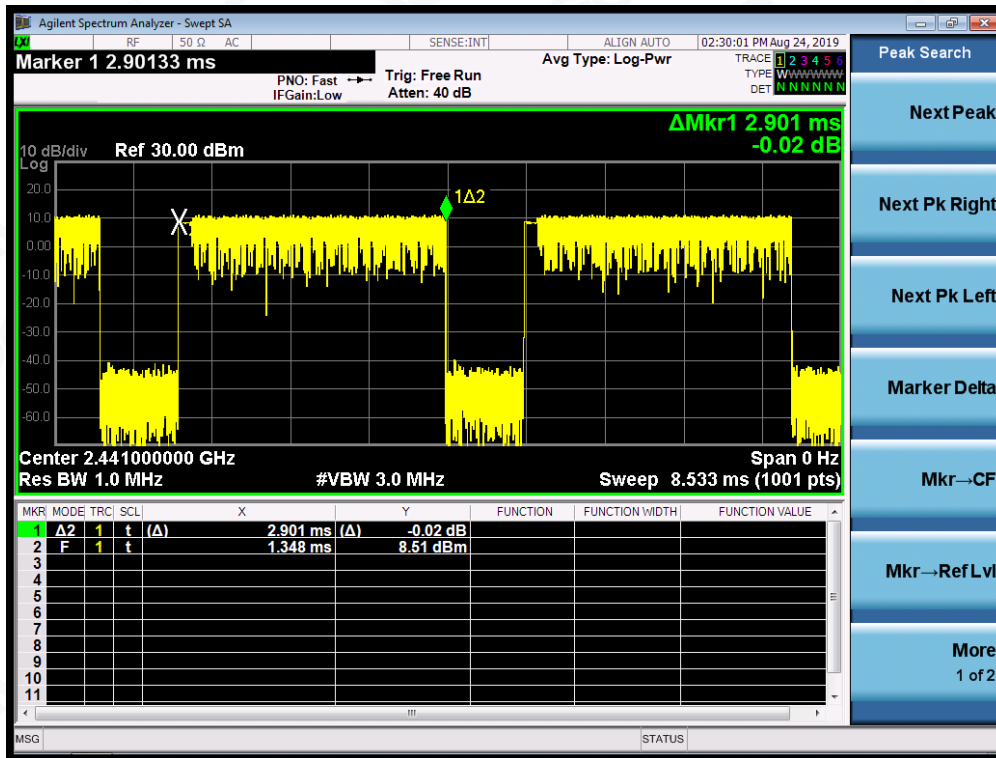 Agilent Spectrum Analyzer - Swept SA
LXI RF 50 Ω AC SENSE:INT ALIGN AUTO 02:30:01 PM Aug 24, 2019
Marker 1 2.90133 ms
PNO: Fast
IFGain:Low
Trig: Free Run
Atten: 40 dB
Avg Type: Log-Pwr
TRACE 1 2 3 4 5 6
TYPE WWWWWWW
DET N N N N N N
ΔMkr1 2.901 ms
-0.02 dB
10 dB/div Ref 30.00 dBm
Log
20.0
10.0
0.00
-10.0
-20.0
-30.0
-40.0
-50.0
-60.0
X
1Δ2
Center 2.441000000 GHz Span 0 Hz
Res BW 1.0 MHz #VBW 3.0 MHz Sweep 8.533 ms (1001 pts)
MKR MODE TRC SCL X Y FUNCTION FUNCTION WIDTH FUNCTION VALUE
1 Δ2 1 t (Δ) 2.901 ms (Δ) -0.02 dB
2 F 1 t 1.348 ms 8.51 dBm
3
4
5
6
7
8
9
10
11
MSG STATUS
Peak Search
Next Peak
Next Pk Right
Next Pk Left
Marker Delta
Mkr→CF
Mkr→Ref Lvl
More
1 of 2